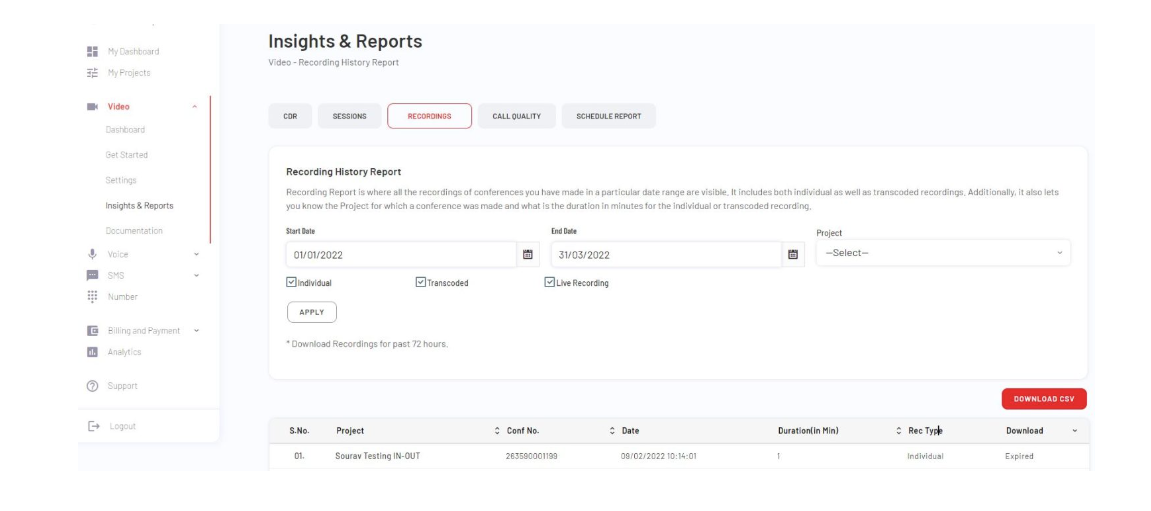 My Dashboard
My Projects
Video
Dashboard
Get Started
Settings
Insights & Reports
Documentation
Voice
SMS
Number
Billing and Payment
Analytics
Support
Logout
Insights & Reports
Video - Recording History Report
CDR SESSIONS RECORDINGS CALL QUALITY SCHEDULE REPORT
Recording History Report
Recording Report is where all the recordings of conferences you have made in a particular date range are visible. It includes both individual as well as transcoded recordings. Additionally, it also lets
you know the Project for which a conference was made and what is the duration in minutes for the individual or transcoded recording.
Start Date End Date Project
01/01/2022 31/03/2022 --Select--
Individual Transcoded Live Recording
APPLY
* Download Recordings for past 72 hours.
DOWNLOAD CSV
S.No. Project Conf No. Date Duration(in Min) Rec Type Download
01. Sourav Testing IN-OUT 263590001199 09/02/2022 10:14:01 1 Individual Expired